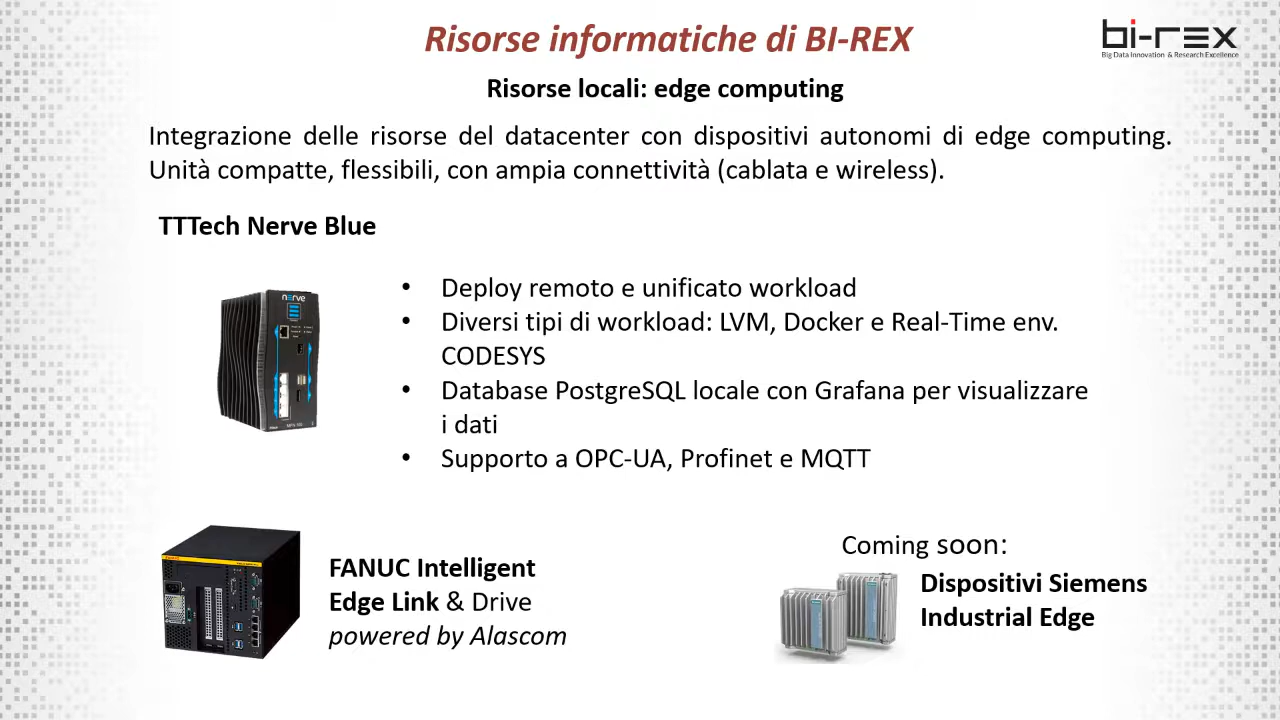 Risorse informatiche di BI-REX
bi-rex
Big Data Innovation & Research Excellence
Risorse locali: edge computing
Integrazione delle risorse del datacenter con dispositivi autonomi di edge computing.
Unità compatte, flessibili, con ampia connettività (cablata e wireless).
TTTech Nerve Blue
nerve
• Deploy remoto e unificato workload
• Diversi tipi di workload: LVM, Docker e Real-Time env.
CODESYS
• Database PostgreSQL locale con Grafana per visualizzare
i dati
• Supporto a OPC-UA, Profinet e MQTT
FANUC Intelligent
Edge Link & Drive
powered by Alascom
Coming soon:
Dispositivi Siemens
Industrial Edge